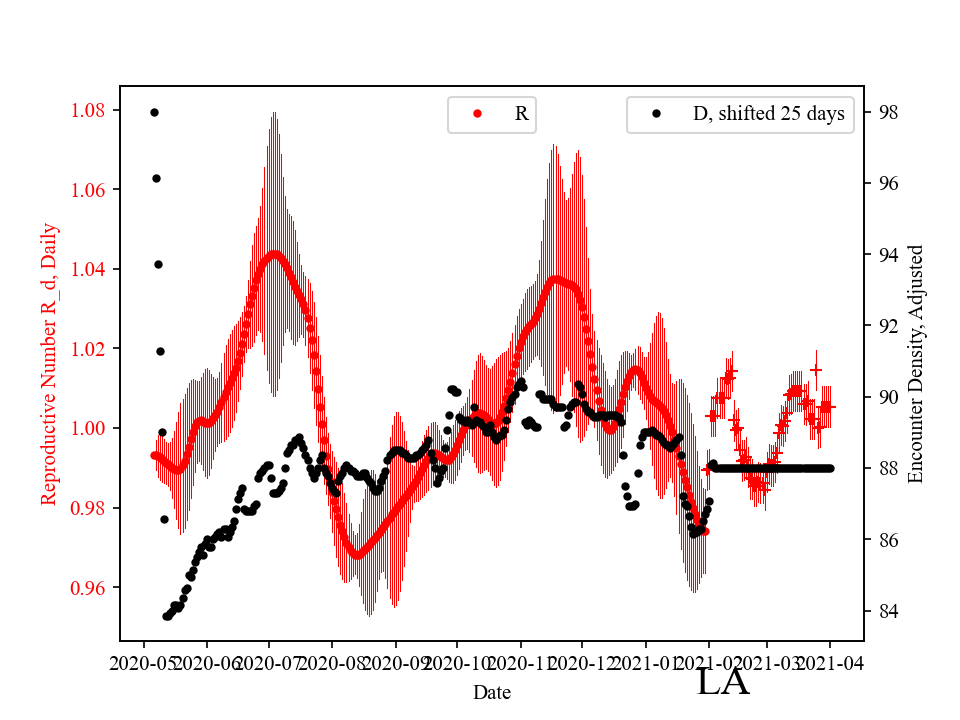 R
D, shifted 25 days
Reproductive Number R_d, Daily
1.08
1.06
1.04
1.02
1.00
0.98
0.96
98
96
94
92
90
88
86
84
Encounter Density, Adjusted
2020-05 2020-06 2020-07 2020-08 2020-09 2020-10 2020-11 2020-12 2021-01 2021-02 2021-03 2021-04
Date
LA